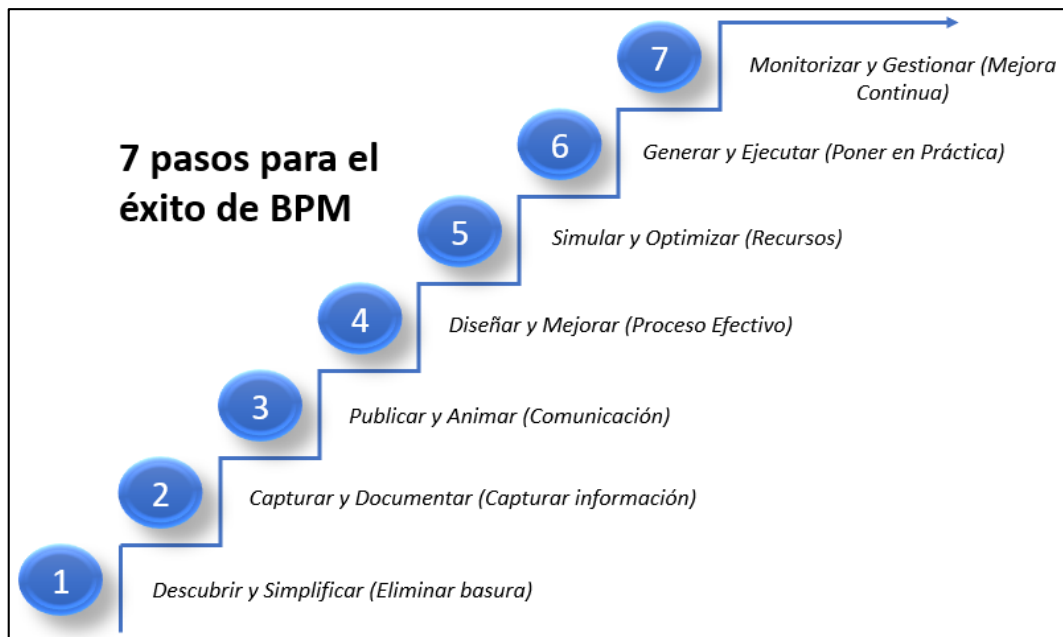 7 pasos para el
éxito de BPM
7
Monitorizar y Gestionar (Mejora
Continua)
6
Generar y Ejecutar (Poner en Práctica)
5
Simular y Optimizar (Recursos)
4
Diseñar y Mejorar (Proceso Efectivo)
3
Publicar y Animar (Comunicación)
2
Capturar y Documentar (Capturar información)
1
Descubrir y Simplificar (Eliminar basura)